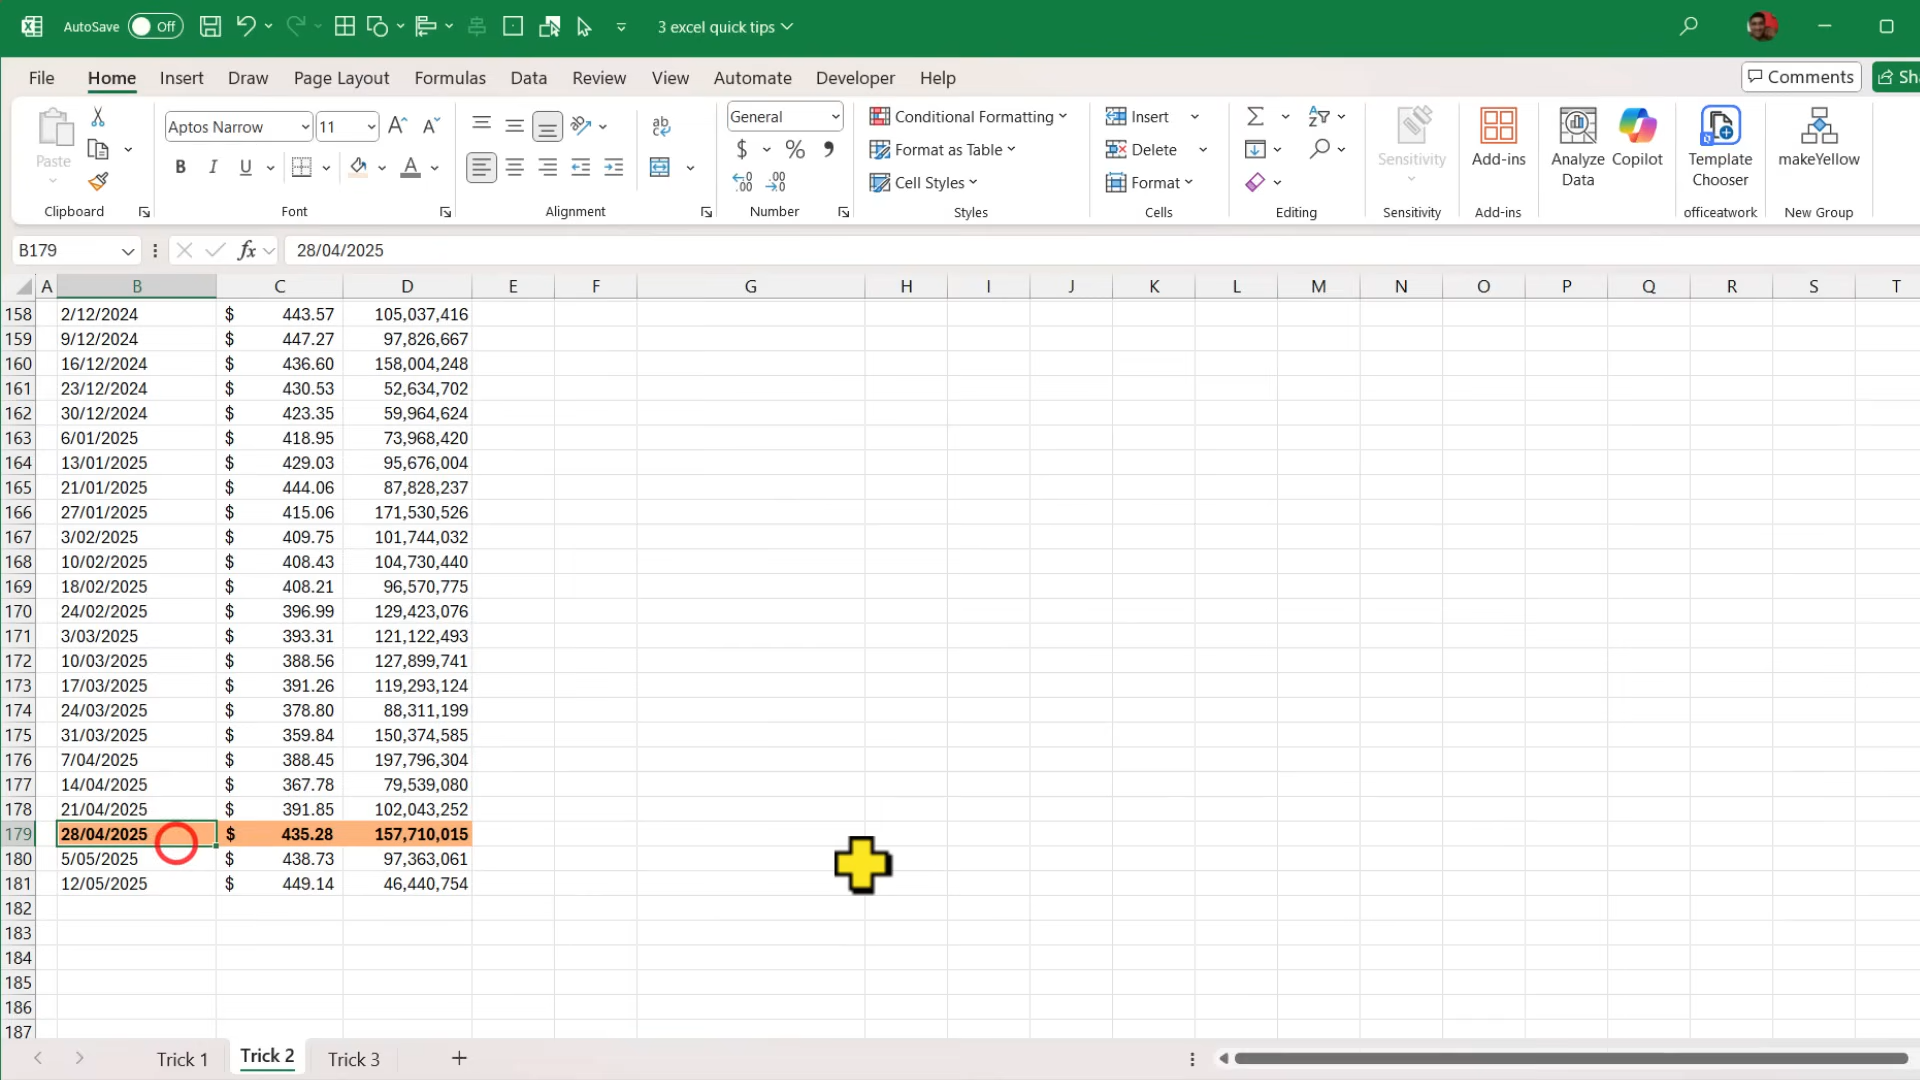 AutoSave Off 3 excel quick tips
File Home Insert Draw Page Layout Formulas Data Review View Automate Developer Help Comments Sh
Paste
Clipboard
Aptos Narrow 11 A A
B I U A
Font
ab
Alignment
General
$ % 9
.00 .00
Number
Conditional Formatting
Format as Table
Cell Styles
Styles
Insert
Delete
Format
Cells
Editing
Sensitivity
Sensitivity
Add-ins
Add-ins
Analyze Data
Copilot
Template Chooser
officeatwork
makeYellow
New Group
B179 fx 28/04/2025
A B C D E F G H I J K L M N O P Q R S T
158 2/12/2024 $ 443.57 105,037,416
159 9/12/2024 $ 447.27 97,826,667
160 16/12/2024 $ 436.60 158,004,248
161 23/12/2024 $ 430.53 52,634,702
162 30/12/2024 $ 423.35 59,964,624
163 6/01/2025 $ 418.95 73,968,420
164 13/01/2025 $ 429.03 95,676,004
165 21/01/2025 $ 444.06 87,828,237
166 27/01/2025 $ 415.06 171,530,526
167 3/02/2025 $ 409.75 101,744,032
168 10/02/2025 $ 408.43 104,730,440
169 18/02/2025 $ 408.21 96,570,775
170 24/02/2025 $ 396.99 129,423,076
171 3/03/2025 $ 393.31 121,122,493
172 10/03/2025 $ 388.56 127,899,741
173 17/03/2025 $ 391.26 119,293,124
174 24/03/2025 $ 378.80 88,311,199
175 31/03/2025 $ 359.84 150,374,585
176 7/04/2025 $ 388.45 197,796,304
177 14/04/2025 $ 367.78 79,539,080
178 21/04/2025 $ 391.85 102,043,252
179 28/04/2025 $ 435.28 157,710,015
180 5/05/2025 $ 438.73 97,363,061
181 12/05/2025 $ 449.14 46,440,754
182
183
184
185
186
187
Trick 1 Trick 2 Trick 3